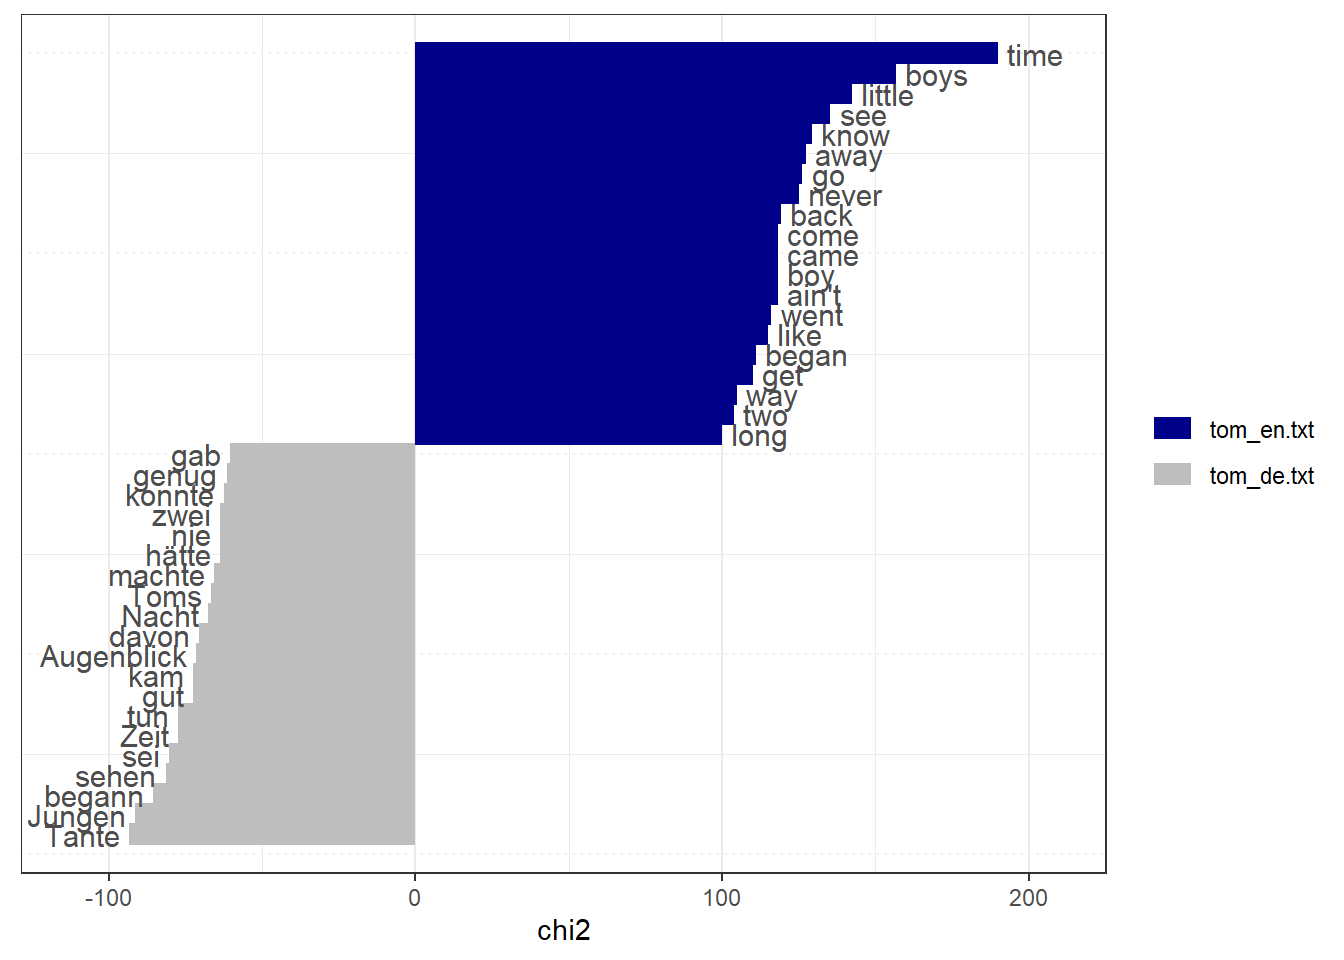 time
boys
little
see
know
away
go
never
back
come
came
boy
ain't
went
like
began
get
way
two
long
gab
genug
konnte
zwei
nie
hätte
machte
Toms
Nacht
davon
Augenblick
kam
gut
tun
Zeit
sei
sehen
begann
Jungen
Tante
-100 0 100 200
chi2
tom_en.txt
tom_de.txt